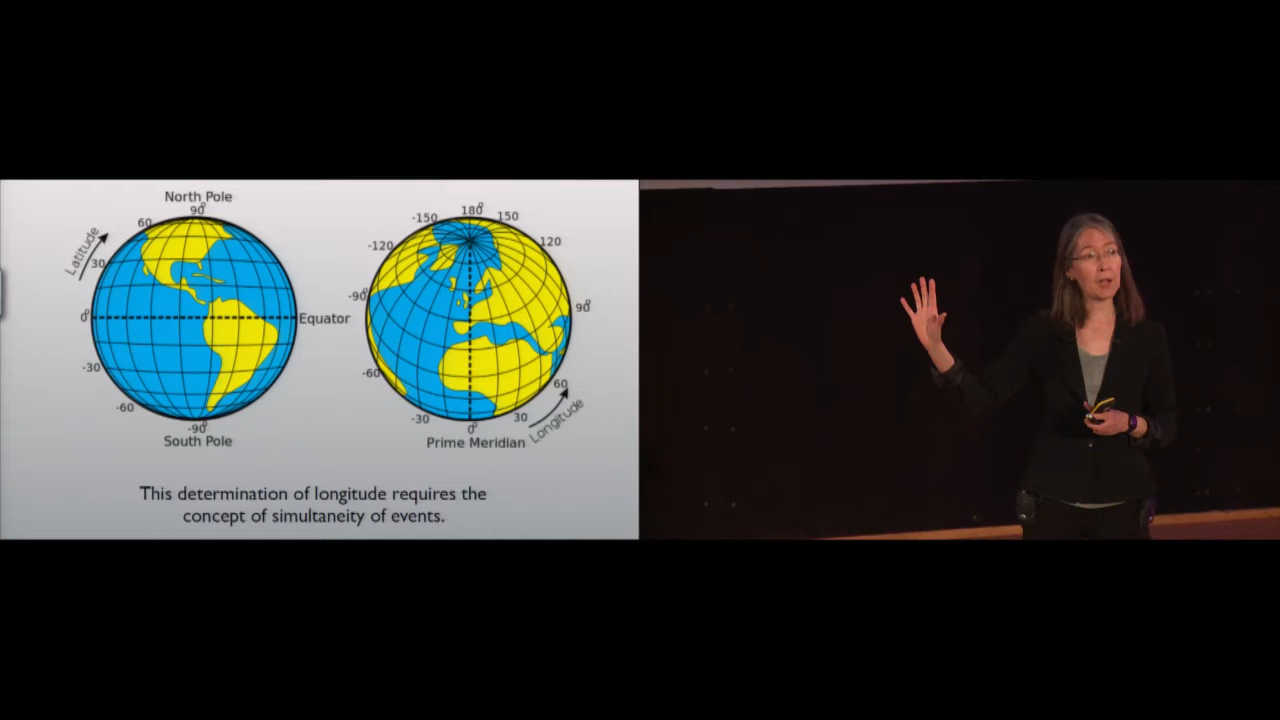 North Pole
90°
60
Latitude
30
0°
Equator
-30
-60
-90°
South Pole
180°
-150
150
-120
120
-90°
90°
-60
60
-30
30
0°
Longitude
Prime Meridian
This determination of longitude requires the
concept of simultaneity of events.